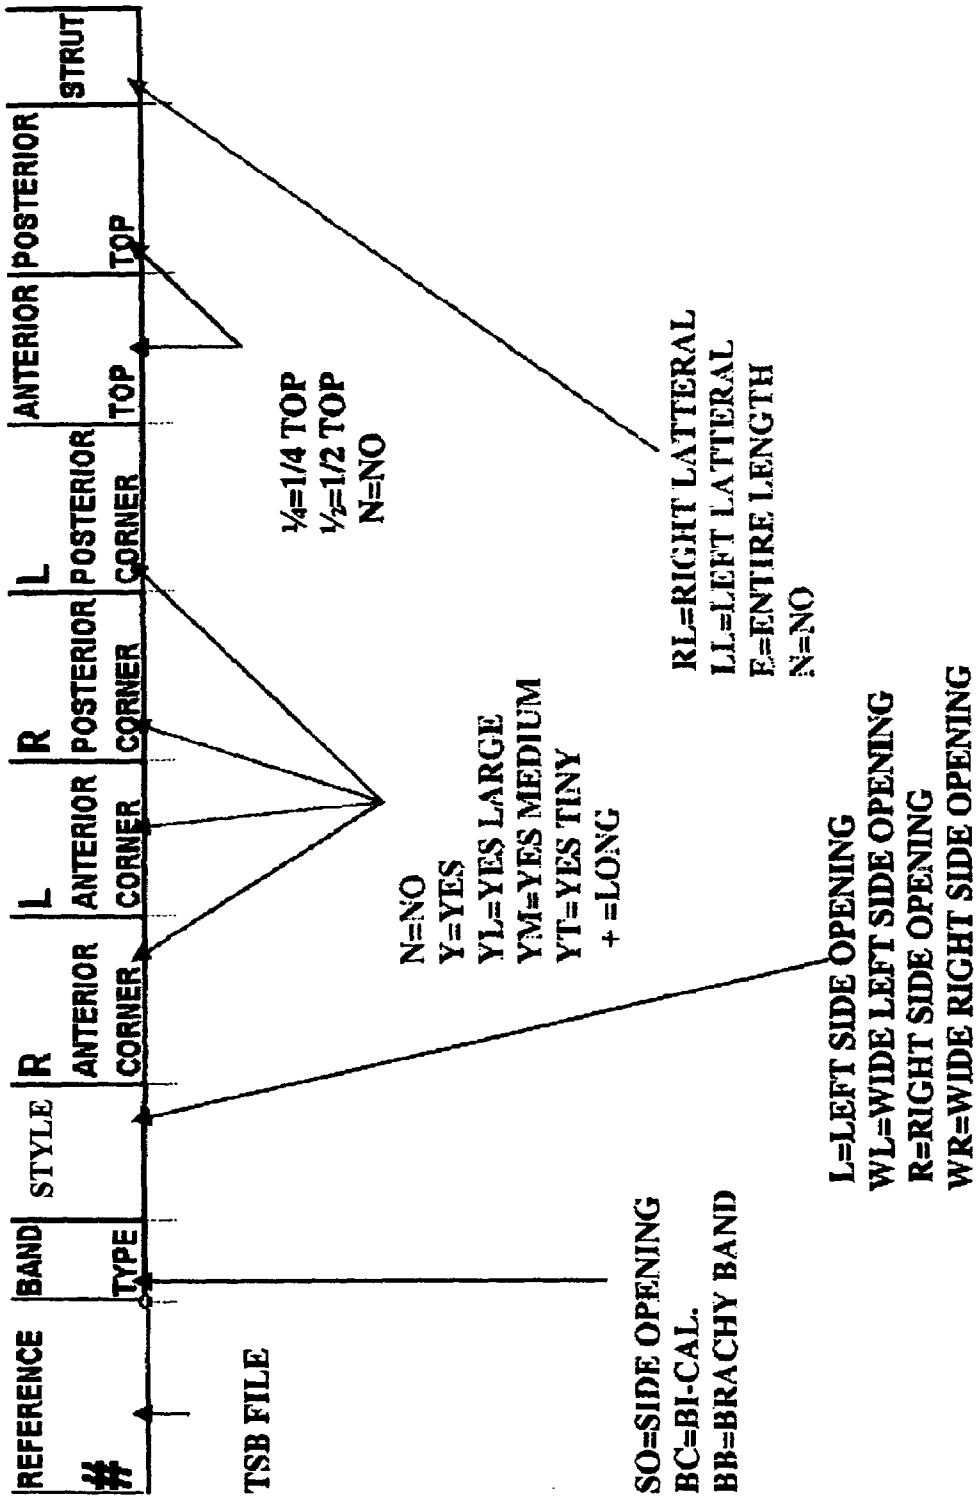 REFERENCE
#
BAND
TYPE
STYLE
R
ANTERIOR
CORNER
L
ANTERIOR
CORNER
R
POSTERIOR
CORNER
L
POSTERIOR
CORNER
ANTERIOR
TOP
POSTERIOR
TOP
STRUT
TSB FILE
SO=SIDE OPENING
BC=BI-CAL.
BB=BRACHY BAND
L=LEFT SIDE OPENING
WL=WIDE LEFT SIDE OPENING
R=RIGHT SIDE OPENING
WR=WIDE RIGHT SIDE OPENING
N=NO
Y=YES
YL=YES LARGE
YM=YES MEDIUM
YT=YES TINY
+ =LONG
¼=1/4 TOP
½=1/2 TOP
N=NO
RL=RIGHT LATTERAL
LL=LEFT LATTERAL
E=ENTIRE LENGTH
N=NO